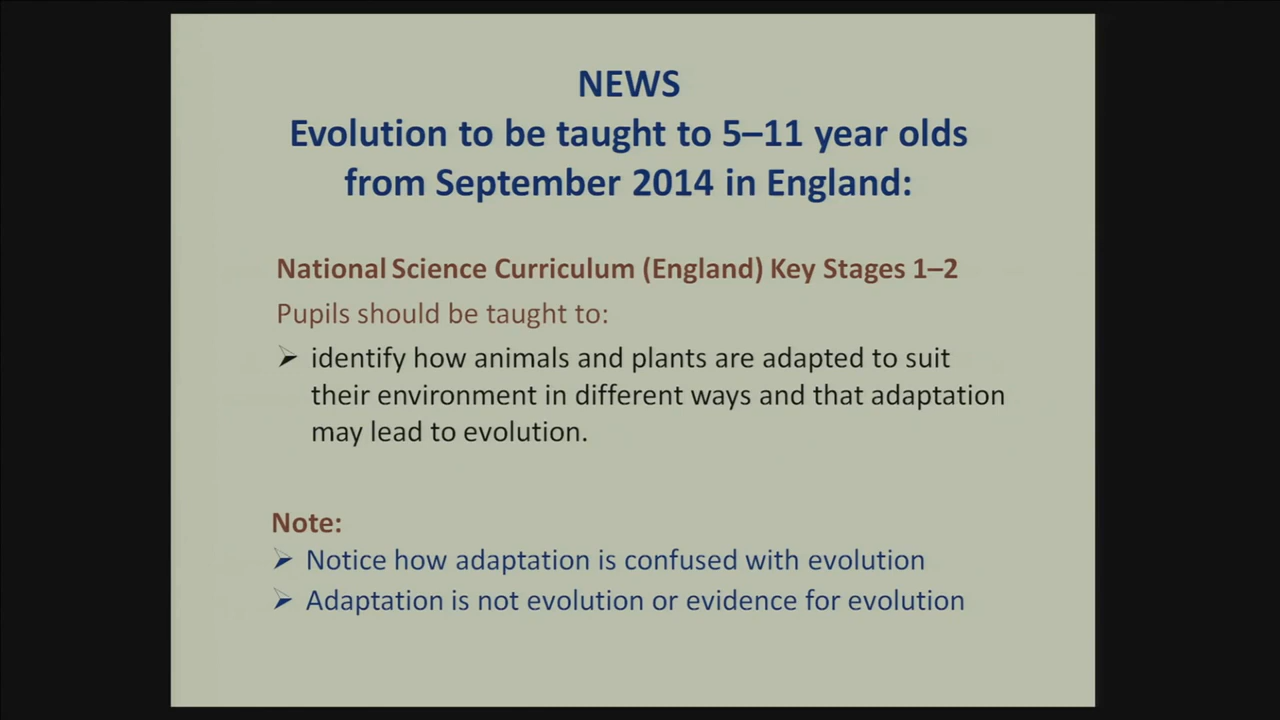 NEWS
Evolution to be taught to 5–11 year olds
from September 2014 in England:
National Science Curriculum (England) Key Stages 1–2
Pupils should be taught to:
➢ identify how animals and plants are adapted to suit
their environment in different ways and that adaptation
may lead to evolution.
Note:
➢ Notice how adaptation is confused with evolution
➢ Adaptation is not evolution or evidence for evolution